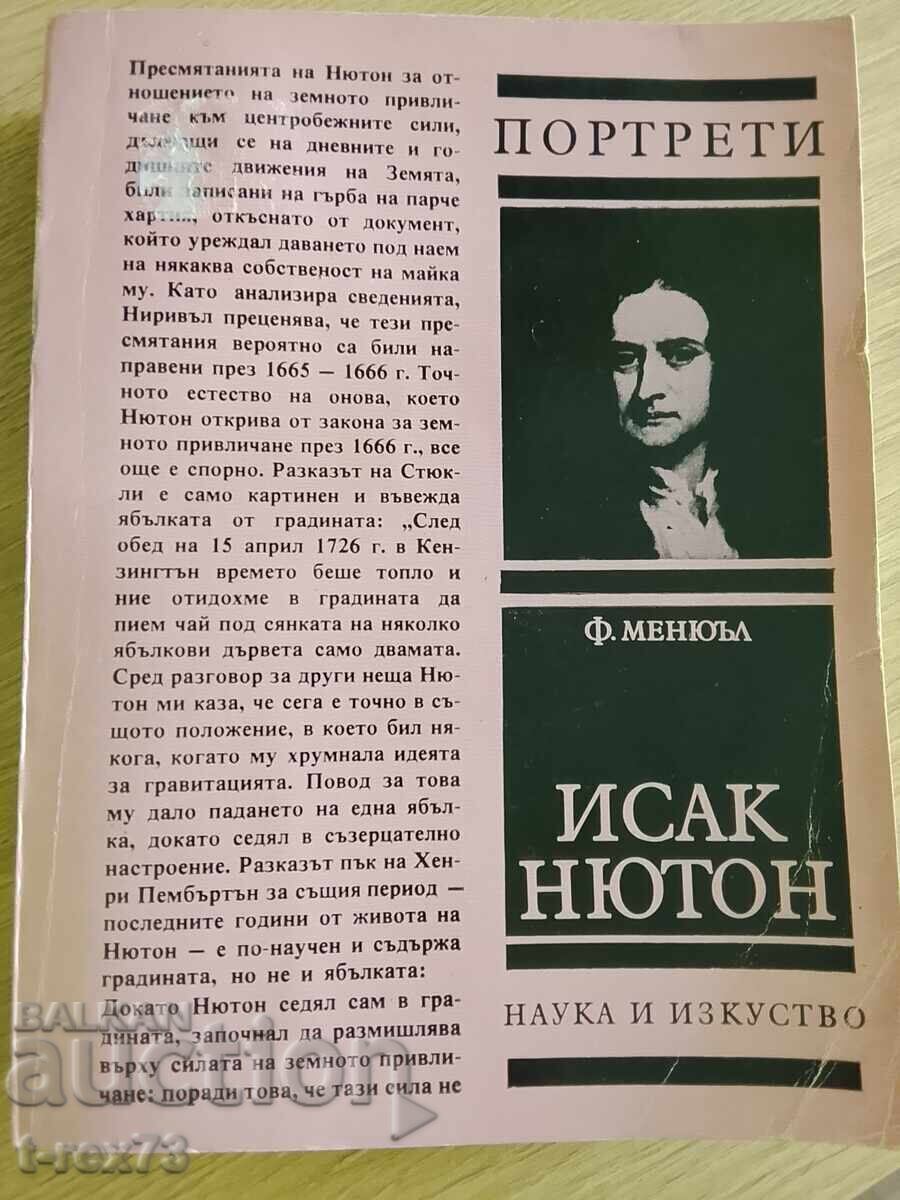 Пресмятанията на Нютон за от-
ношението на земното привли-
чане към центробежните сили,
дължащи се на дневните и го-
дишните движения на Земята,
били записани на гърба на парче
хартия, откъснато от документ,
който уреждал даването под наем
на някаква собственост на майка
му. Като анализира сведенията,
Ниривъл преценява, че тези пре-
смятания вероятно са били на-
правени през 1665 – 1666 г. Точ-
ното естество на онова, което
Нютон открива от закона за зем-
ното привличане през 1666 г., все
още е спорно. Разказът на Стюк-
ли е само картинен и въвежда
ябълката от градината: „След
обед на 15 април 1726 г. в Кен-
зингтън времето беше топло и
ние отидохме в градината да
пием чай под сянката на няколко
ябълкови дървета само двамата.
Сред разговор за други неща Ню-
тон ми каза, че сега е точно в съ-
щото положение, в което бил ня-
кога, когато му хрумнала идеята
за гравитацията. Повод за това
му дало падането на една ябъл-
ка, докато седял в съзерцателно
настроение. Разказът пък на Хен-
ри Пембъртън за същия период –
последните години от живота на
Нютон – е по-научен и съдържа
градината, но не и ябълката:
Докато Нютон седял сам в гра-
дината, започнал да размишлява
върху силата на земното привли-
чане: поради това, че тази сила не
ПОРТРЕТИ
Ф. МЕНЮЪЛ
ИСАК
НЮТОН
НАУКА И ИЗКУСТВО
BALKAN
auction
t-rex73